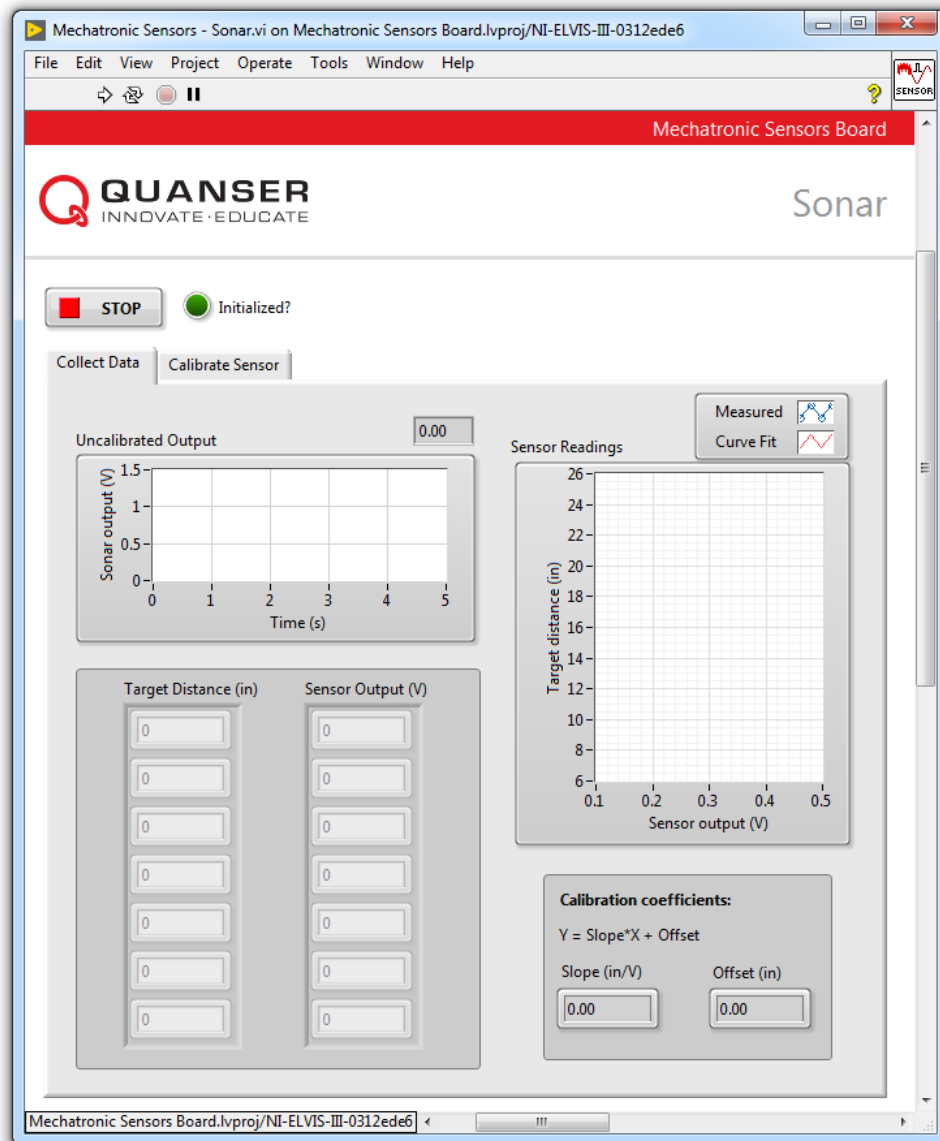 Mechatronic Sensors - Sonar.vi on Mechatronic Sensors Board.lvproj/NI-ELVIS-III-0312ede6
File Edit View Project Operate Tools Window Help
SENSOR
Mechatronic Sensors Board
QUANSER
INNOVATE·EDUCATE
Sonar
STOP
Initialized?
Collect Data
Calibrate Sensor
Uncalibrated Output
0.00
Sonar output (V)
1.5
1
0.5
0
0 1 2 3 4 5
Time (s)
Measured
Curve Fit
Sensor Readings
Target distance (in)
26
24
22
20
18
16
14
12
10
8
6
0.1 0.2 0.3 0.4 0.5
Sensor output (V)
Target Distance (in) Sensor Output (V)
0 0
0 0
0 0
0 0
0 0
0 0
0 0
Calibration coefficients:
Y = Slope*X + Offset
Slope (in/V) Offset (in)
0.00 0.00
Mechatronic Sensors Board.lvproj/NI-ELVIS-III-0312ede6